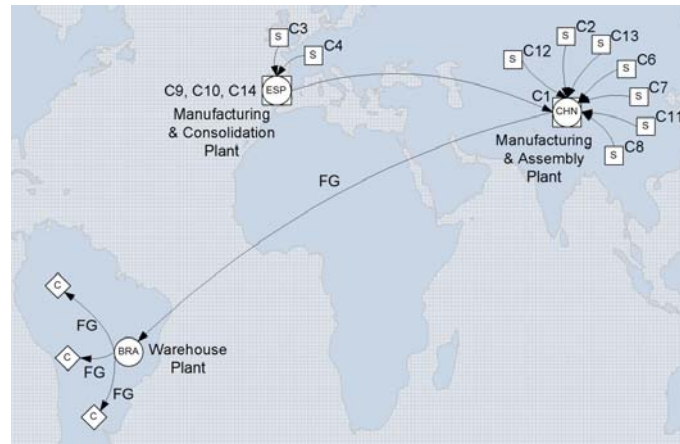 C3
S
C4
S
C9, C10, C14
ESP
Manufacturing
& Consolidation
Plant
C2
S
C13
S
C12
S
C6
S
C7
S
C1
CHN
C11
S
C8
S
Manufacturing
& Assembly
Plant
FG
C
FG
BRA
Warehouse
Plant
C
FG
FG
C